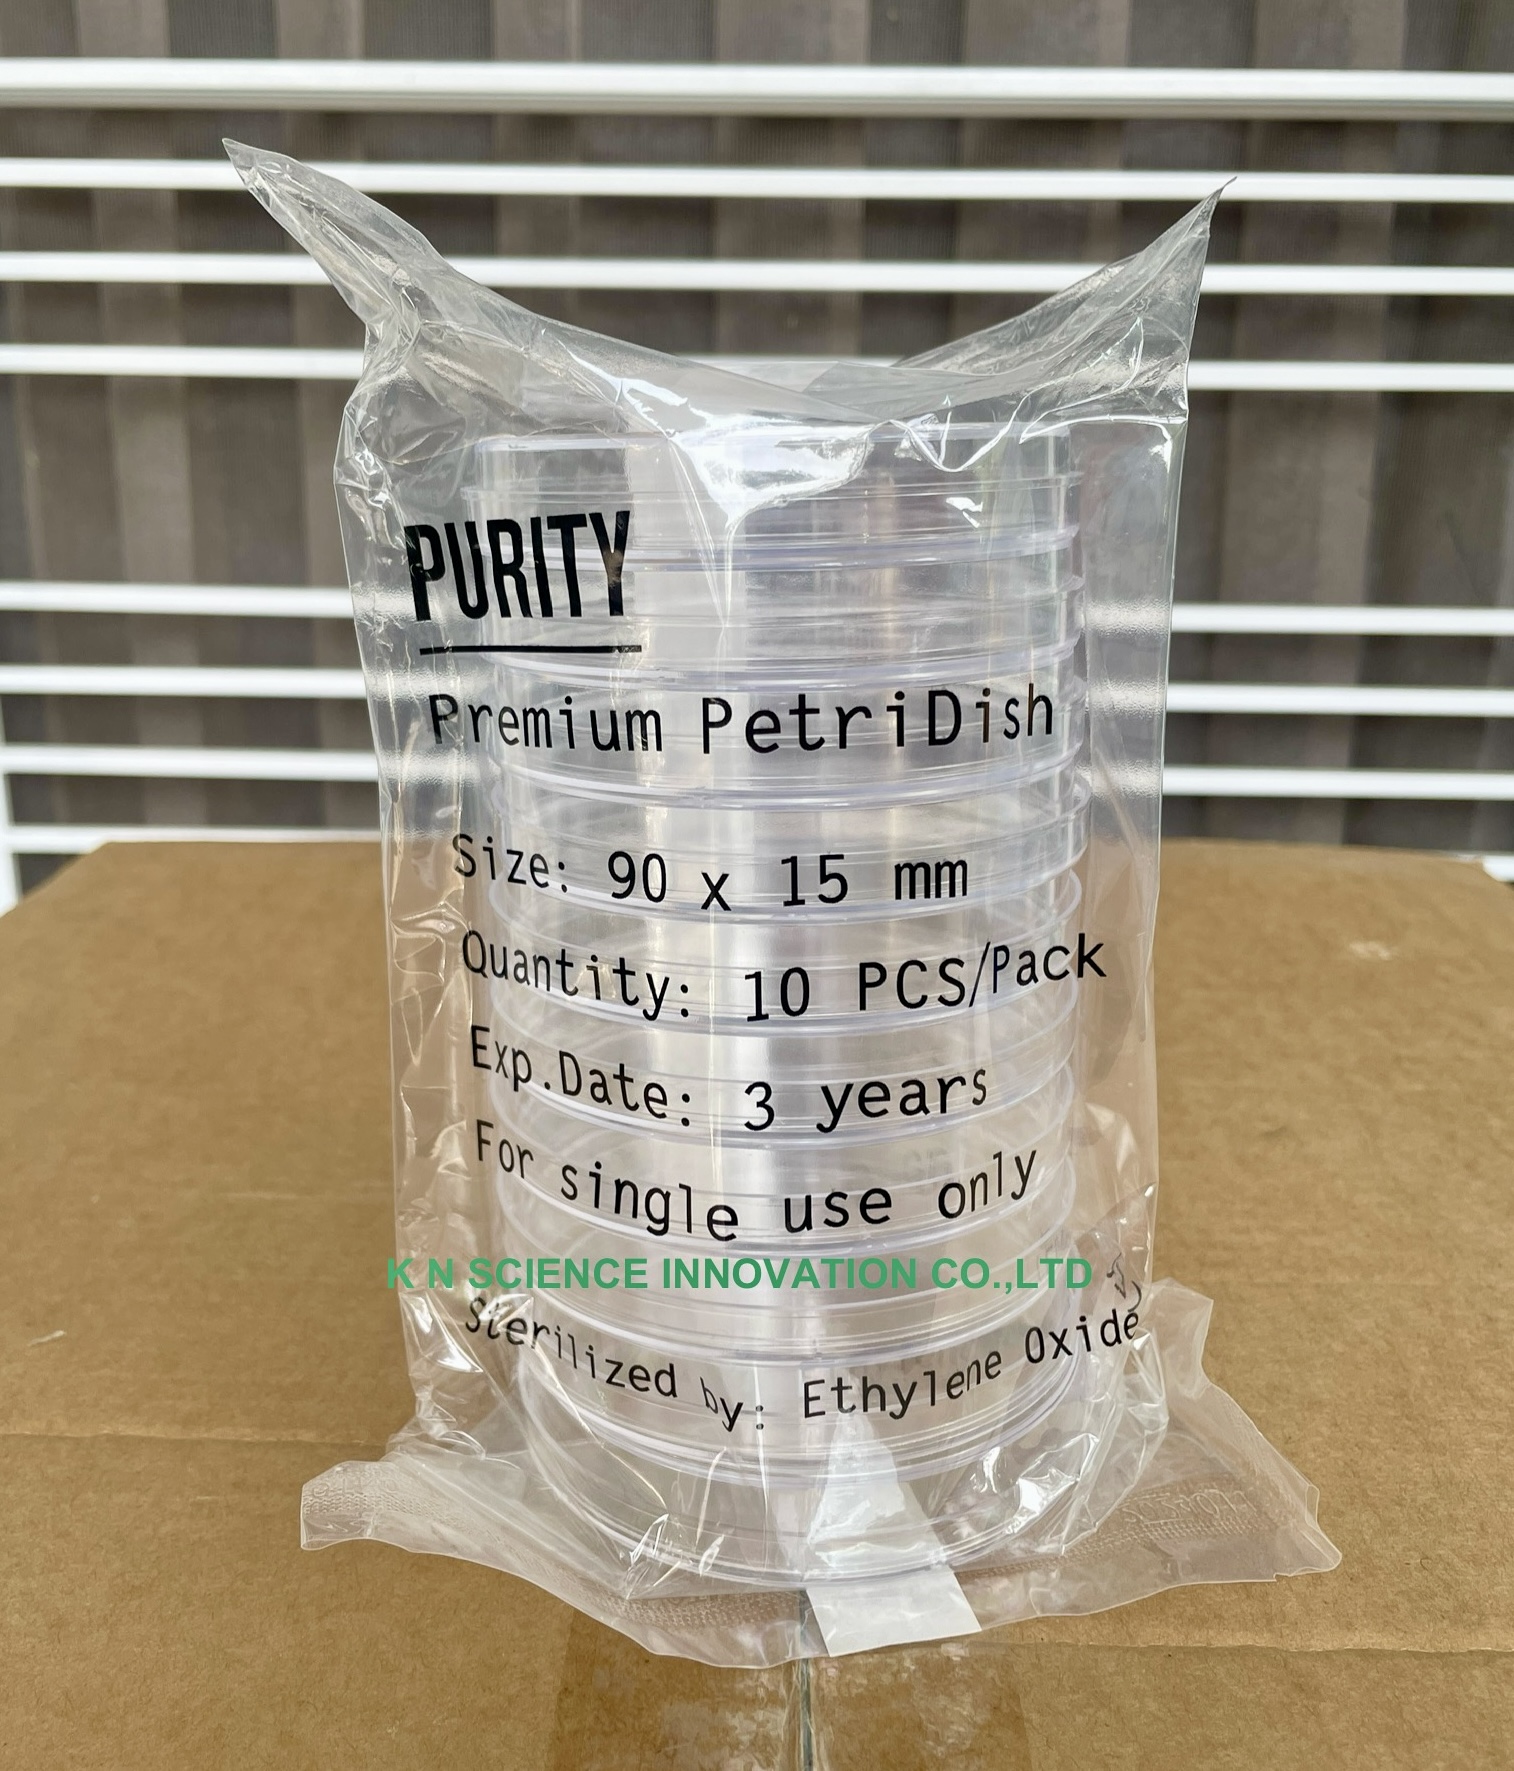 PURITY
Premium PetriDish
Size: 90 x 15 mm
Quantity: 10 PCS/Pack
Exp.Date: 3 years
For single use only
K N SCIENCE INNOVATION CO.,LTD
Sterilized by: Ethylene Oxide